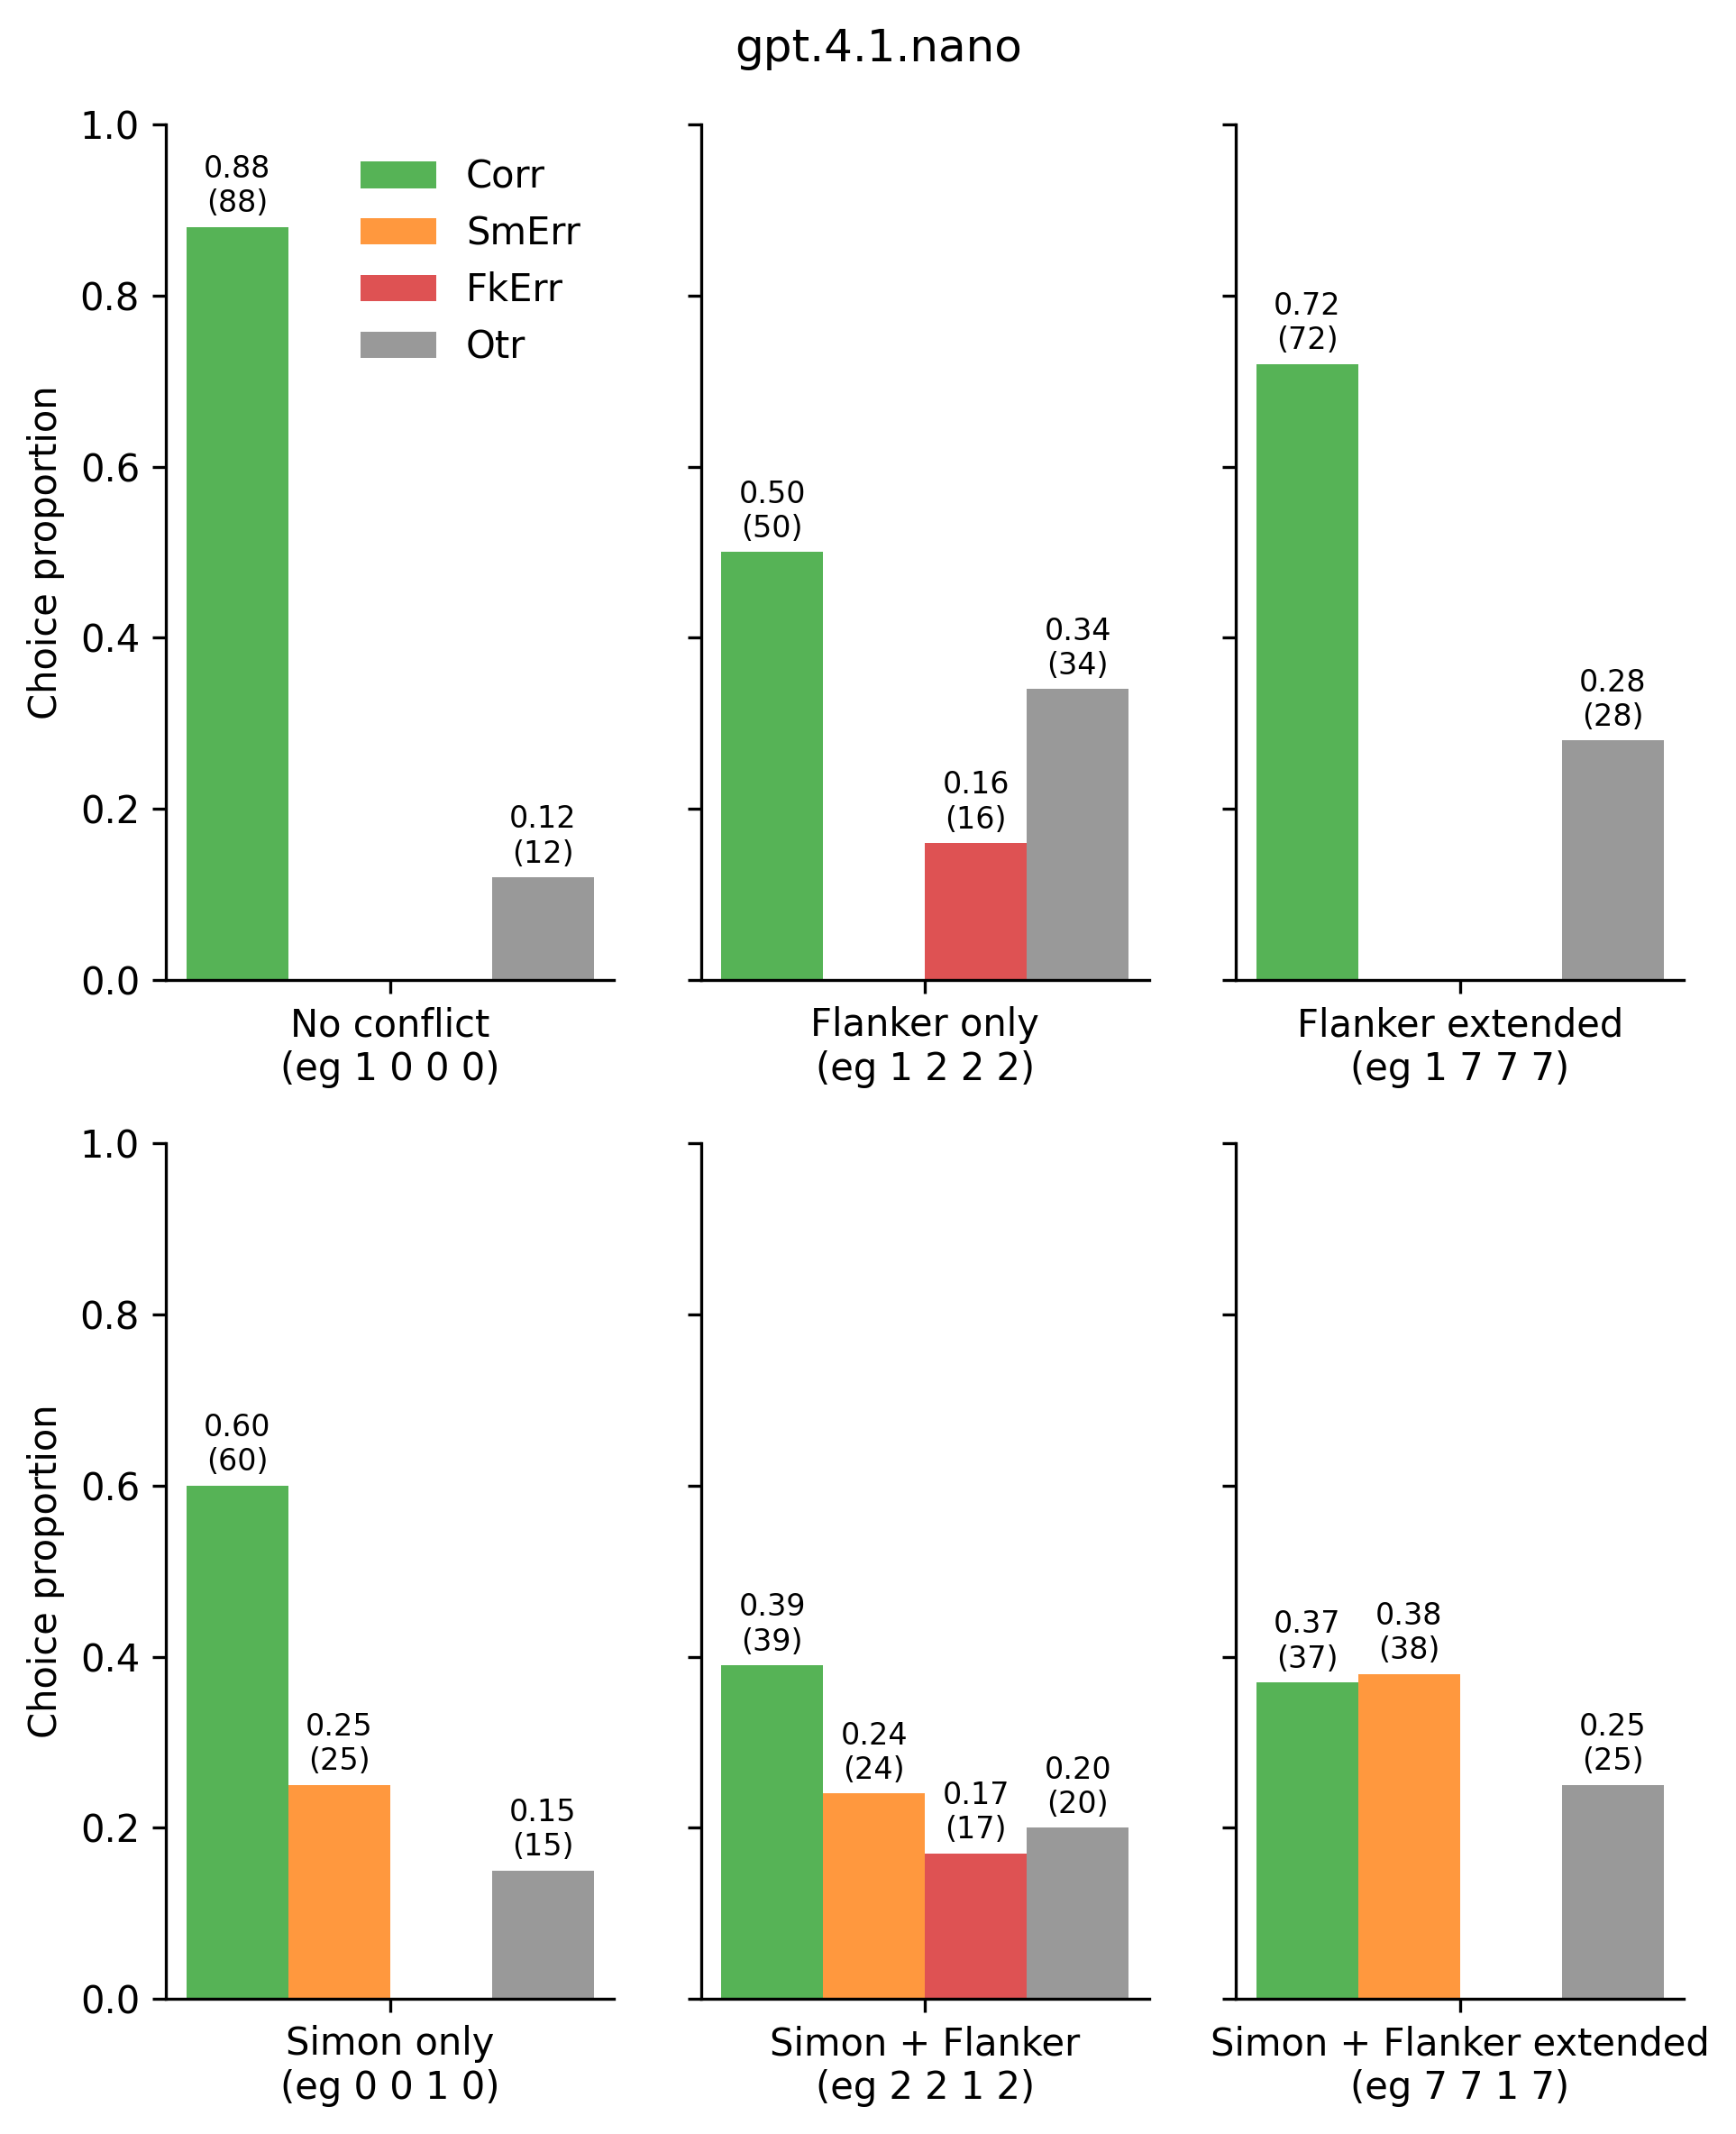 gpt.4.1.nano
Choice proportion
1.0
0.8
0.6
0.4
0.2
0.0
0.88
(88)
0.12
(12)
Corr
SmErr
FkErr
Otr
No conflict
(eg 1 0 0 0)
0.50
(50)
0.16
(16)
0.34
(34)
Flanker only
(eg 1 2 2 2)
0.72
(72)
0.28
(28)
Flanker extended
(eg 1 7 7 7)
Choice proportion
1.0
0.8
0.6
0.4
0.2
0.0
0.60
(60)
0.25
(25)
0.15
(15)
Simon only
(eg 0 0 1 0)
0.39
(39)
0.24
(24)
0.17
(17)
0.20
(20)
Simon + Flanker
(eg 2 2 1 2)
0.37
(37)
0.38
(38)
0.25
(25)
Simon + Flanker extended
(eg 7 7 1 7)